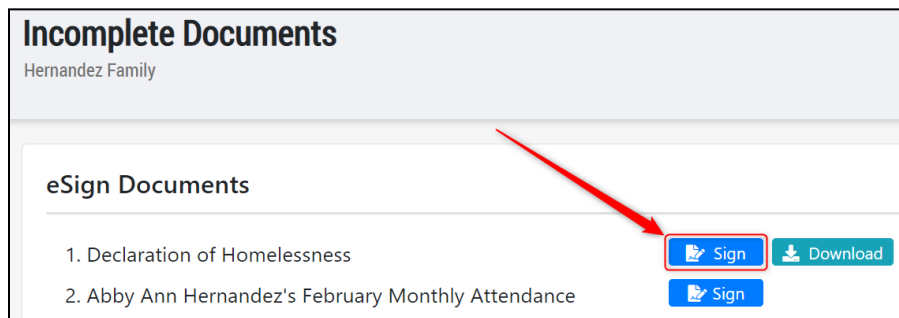 Incomplete Documents
Hernandez Family
eSign Documents
1. Declaration of Homelessness Sign Download
2. Abby Ann Hernandez's February Monthly Attendance Sign